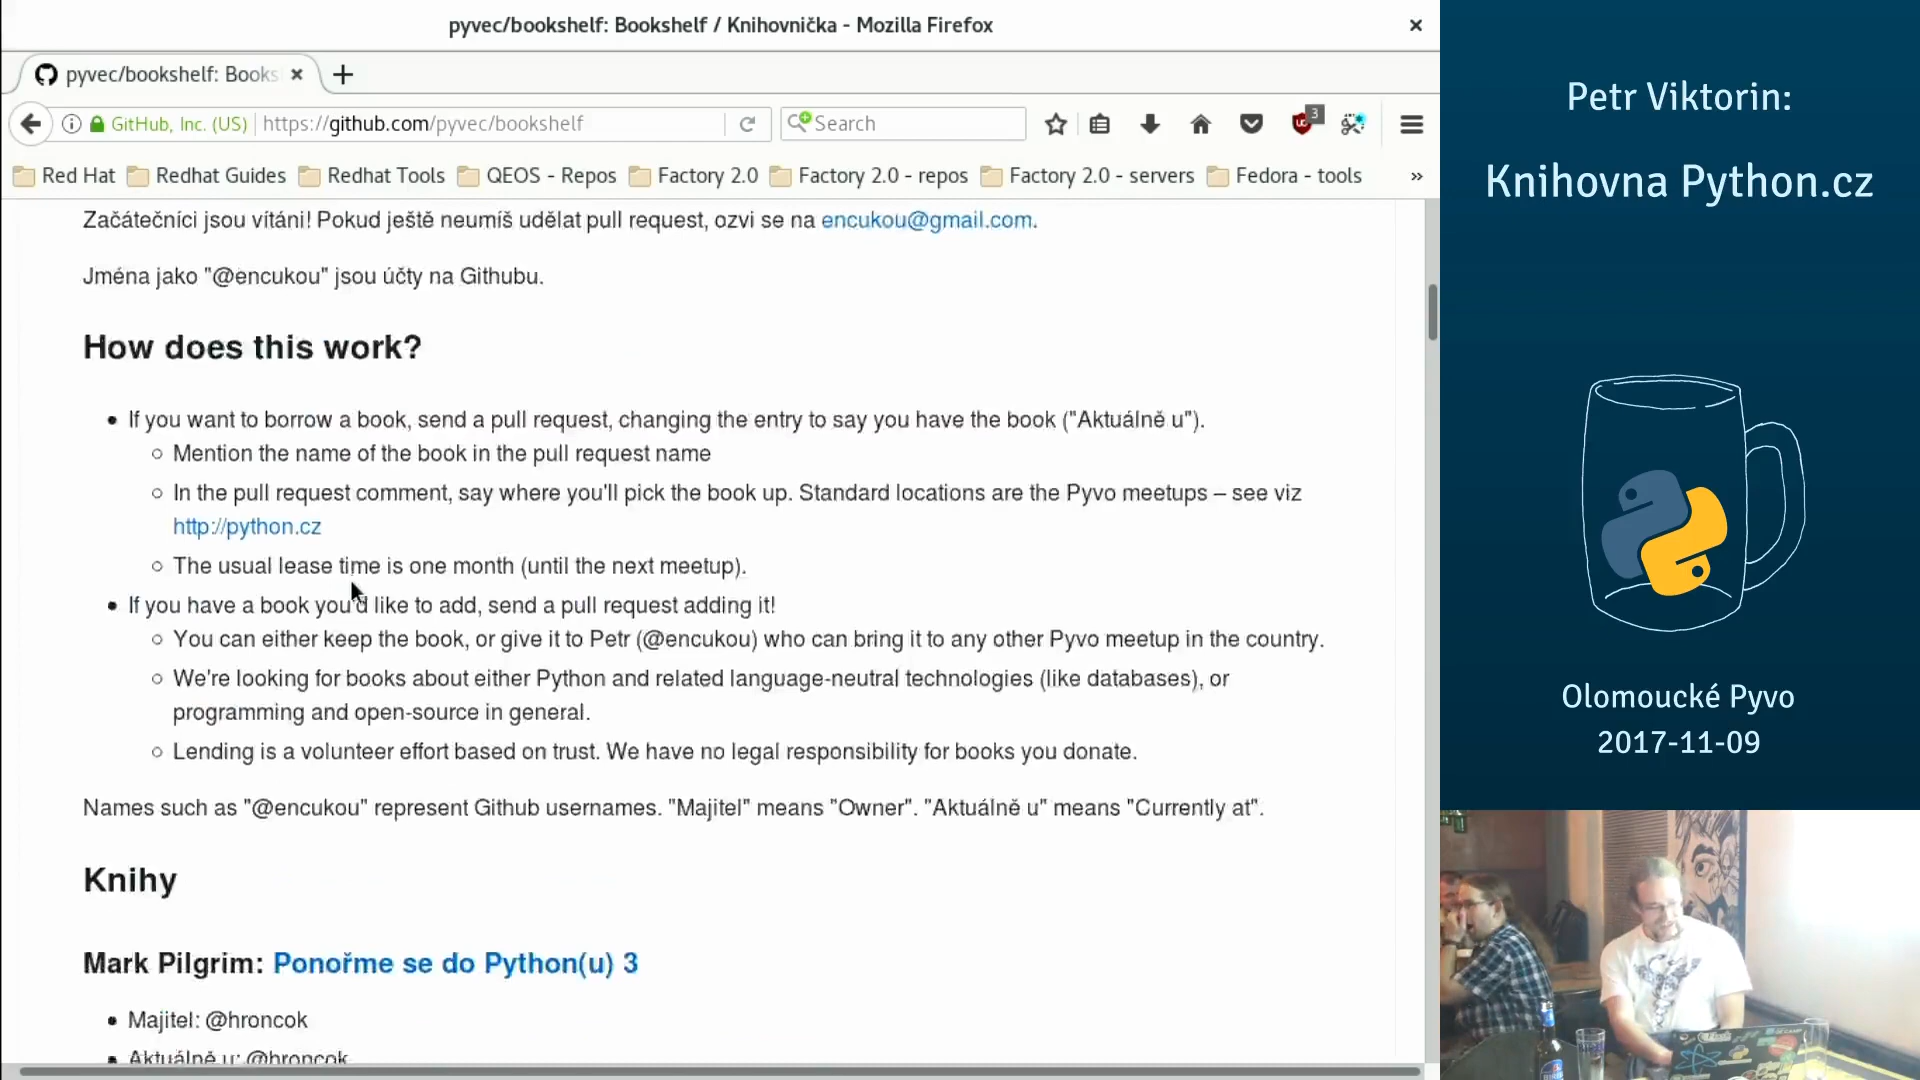 pyvec/bookshelf: Bookshelf / Knihovnička - Mozilla Firefox
pyvec/bookshelf: Books
GitHub, Inc. (US)
https://github.com/pyvec/bookshelf
Search
3
Red Hat
Redhat Guides
Redhat Tools
QEOS - Repos
Factory 2.0
Factory 2.0 - repos
Factory 2.0 - servers
Fedora - tools
Začátečníci jsou vítáni! Pokud ještě neumíš udělat pull request, ozvi se na encukou@gmail.com.
Jména jako "@encukou" jsou účty na Githubu.
How does this work?
If you want to borrow a book, send a pull request, changing the entry to say you have the book ("Aktuálně u").
Mention the name of the book in the pull request name
In the pull request comment, say where you'll pick the book up. Standard locations are the Pyvo meetups – see viz
http://python.cz
The usual lease time is one month (until the next meetup).
If you have a book you'd like to add, send a pull request adding it!
You can either keep the book, or give it to Petr (@encukou) who can bring it to any other Pyvo meetup in the country.
We're looking for books about either Python and related language-neutral technologies (like databases), or
programming and open-source in general.
Lending is a volunteer effort based on trust. We have no legal responsibility for books you donate.
Names such as "@encukou" represent Github usernames. "Majitel" means "Owner". "Aktuálně u" means "Currently at".
Knihy
Mark Pilgrim: Ponořme se do Python(u) 3
Majitel: @hroncok
Aktuálně u: @hroncok
Petr Viktorin:
Knihovna Python.cz
Olomoucké Pyvo
2017-11-09